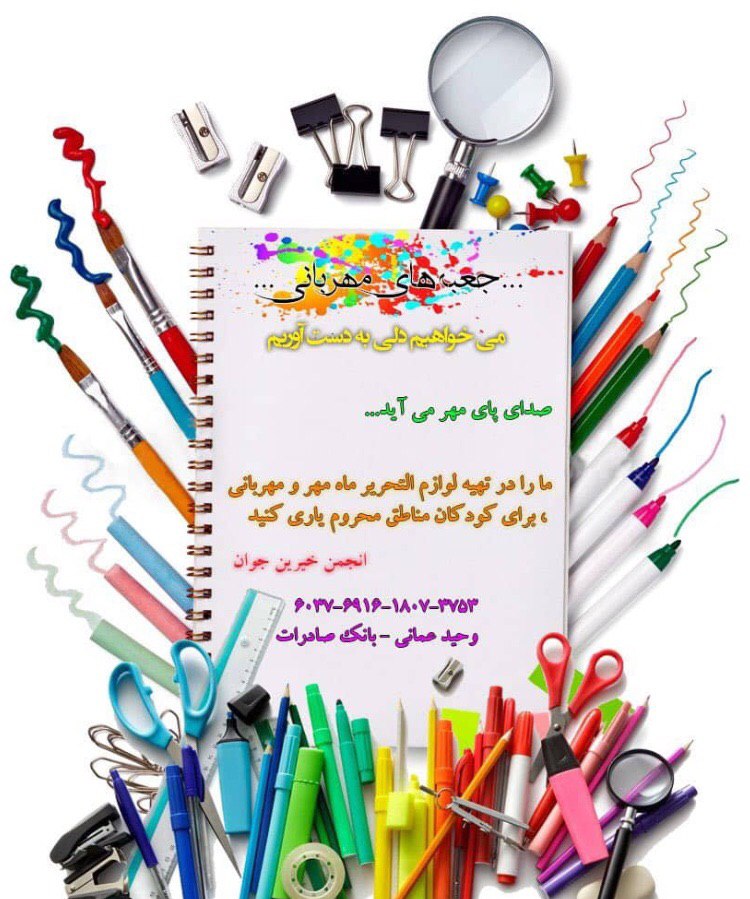 ...جعبه های مهربانی...
می خواهیم دلی به دست آوریم
صدای پای مهر می آید...
ما را در تهیه لوازم التحریر ماه مهر و مهربانی
، برای کودکان مناطق محروم یاری کنید
انجمن خیرین جوان
۶۰۳۷-۶۹۱۶-۱۸۰۷-۳۷۵۳
وحید عمانی - بانک صادرات